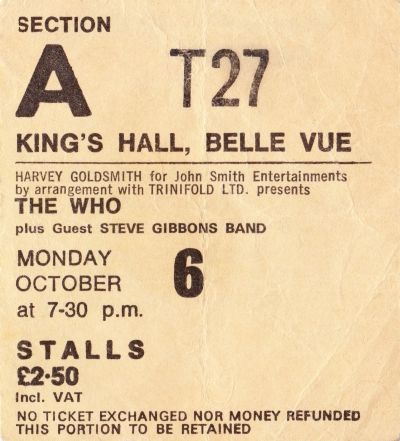 SECTION
A T27
KING'S HALL, BELLE VUE
HARVEY GOLDSMITH for John Smith Entertainments
by arrangement with TRINIFOLD LTD. presents
THE WHO
plus Guest STEVE GIBBONS BAND
MONDAY
OCTOBER 6
at 7-30 p.m.
STALLS
£2·50
Incl. VAT
NO TICKET EXCHANGED NOR MONEY REFUNDED
THIS PORTION TO BE RETAINED